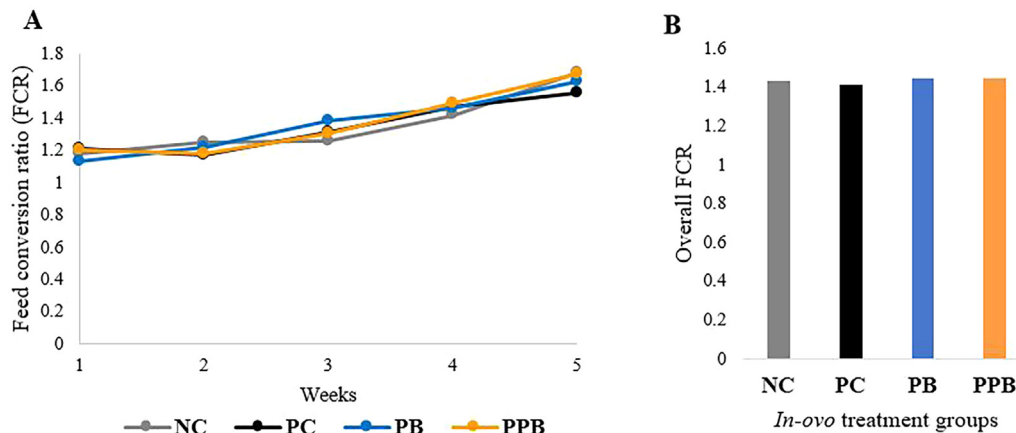 A
1.8
1.6
1.4
1.2
1
0.8
0.6
0.4
0.2
0
Feed conversion ratio (FCR)
1 2 3 4 5
Weeks
NC PC PB PPB
B
1.6
1.4
1.2
1
0.8
0.6
0.4
0.2
0
Overall FCR
NC PC PB PPB
In-ovo treatment groups